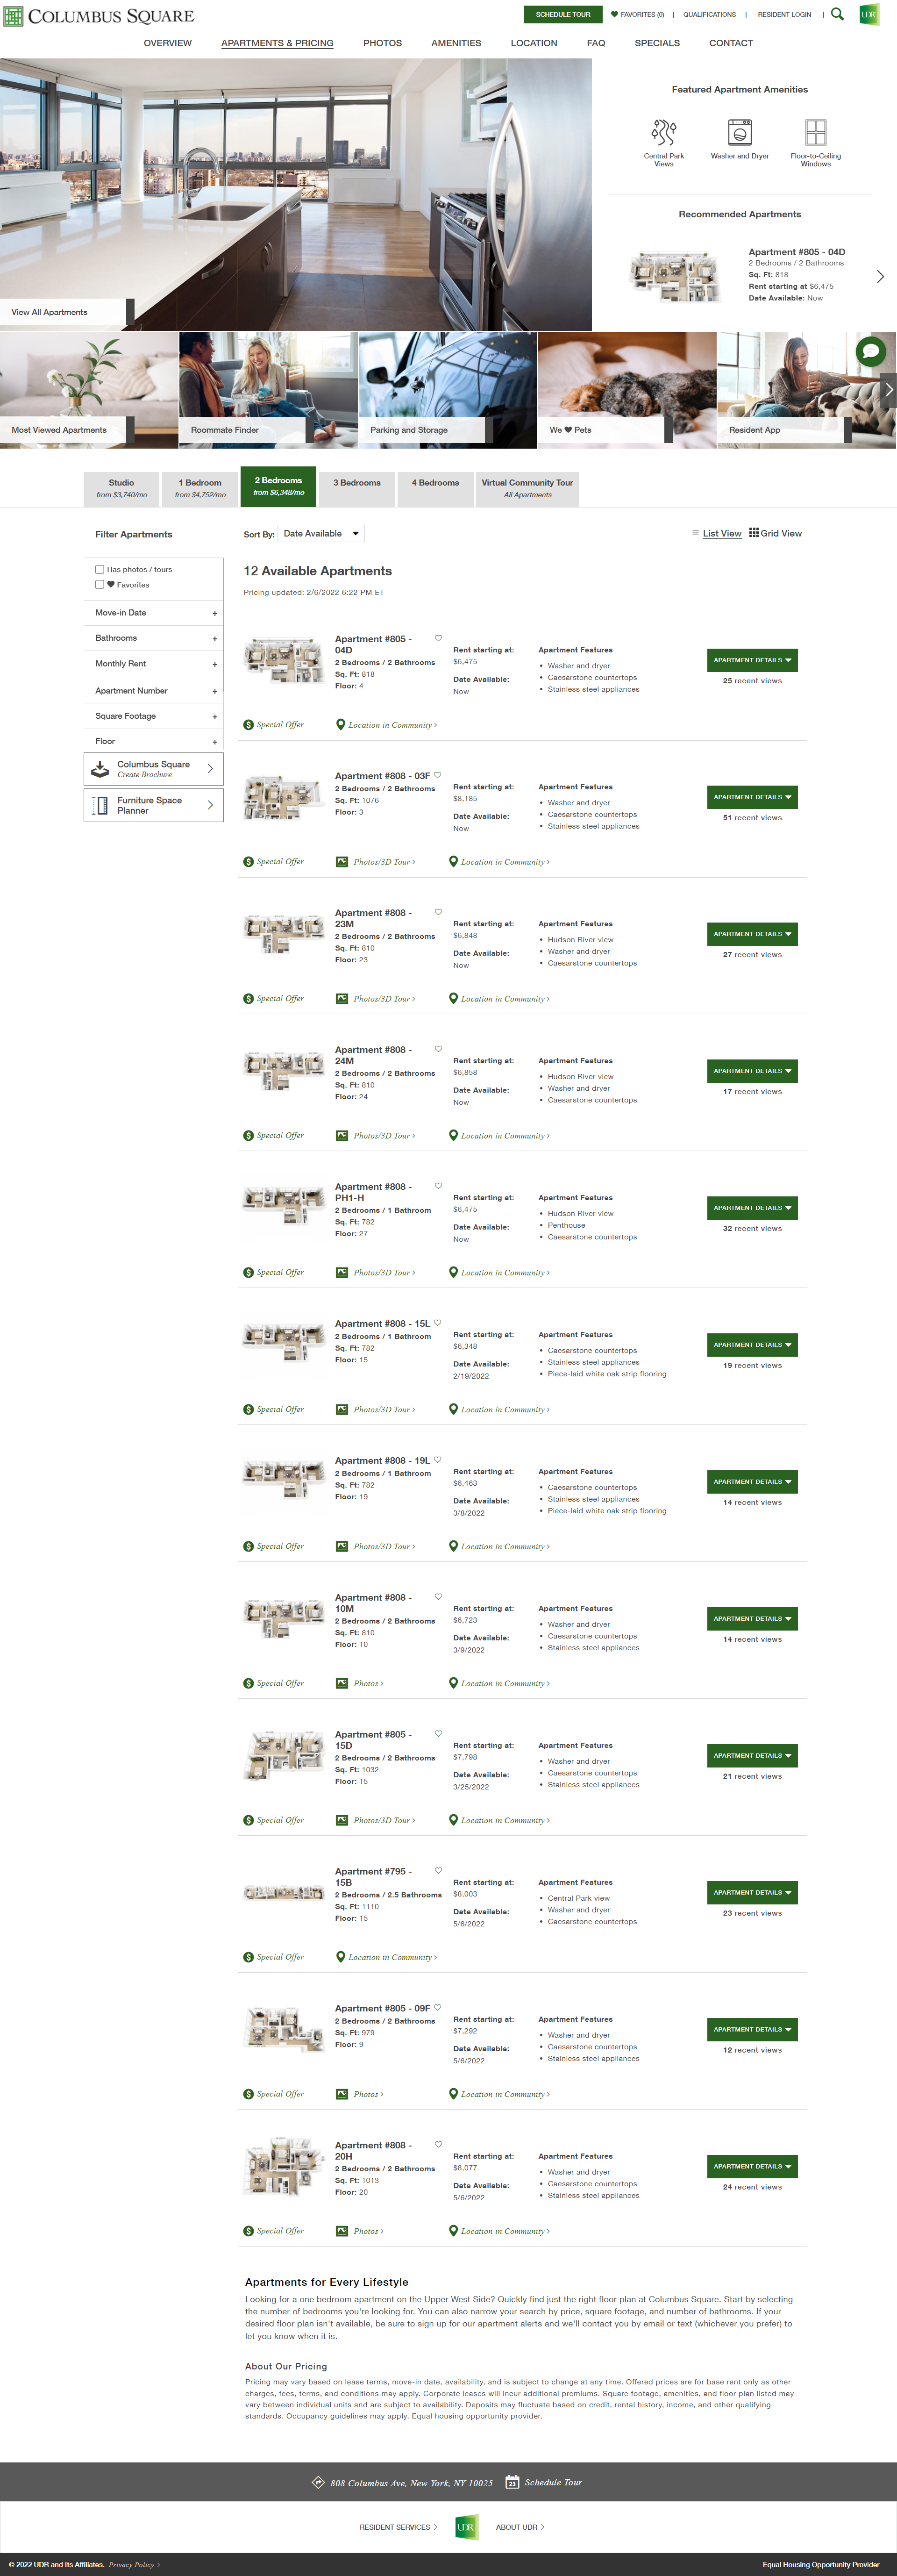 COLUMBUS SQUARE
SCHEDULE TOUR
FAVORITES (0) | QUALIFICATIONS | RESIDENT LOGIN |
UDR
OVERVIEW APARTMENTS & PRICING PHOTOS AMENITIES LOCATION FAQ SPECIALS CONTACT
Featured Apartment Amenities
Central Park Views
Washer and Dryer
Floor-to-Ceiling Windows
Recommended Apartments
Apartment #805 - 04D
2 Bedrooms / 2 Bathrooms
Sq. Ft: 818
Rent starting at $6,475
Date Available: Now
View All Apartments
Most Viewed Apartments
Roommate Finder
Parking and Storage
We ♥ Pets
Resident App
Studio
from $3,740/mo
1 Bedroom
from $4,752/mo
2 Bedrooms
from $6,348/mo
3 Bedrooms
4 Bedrooms
Virtual Community Tour
All Apartments
Filter Apartments
Has photos / tours
Favorites
Move-in Date +
Bathrooms +
Monthly Rent +
Apartment Number +
Square Footage +
Floor +
Columbus Square
Create Brochure
Furniture Space
Planner
Sort By: Date Available
List View Grid View
12 Available Apartments
Pricing updated: 2/6/2022 6:22 PM ET
Apartment #805 -
04D
2 Bedrooms / 2 Bathrooms
Sq. Ft: 818
Floor: 4
Rent starting at:
$6,475
Date Available:
Now
Apartment Features
• Washer and dryer
• Caesarstone countertops
• Stainless steel appliances
APARTMENT DETAILS
25 recent views
Special Offer
Location in Community >
Apartment #808 - 03F
2 Bedrooms / 2 Bathrooms
Sq. Ft: 1076
Floor: 3
Rent starting at:
$8,185
Date Available:
Now
Apartment Features
• Washer and dryer
• Caesarstone countertops
• Stainless steel appliances
APARTMENT DETAILS
51 recent views
Special Offer
Photos/3D Tour >
Location in Community >
Apartment #808 -
23M
2 Bedrooms / 2 Bathrooms
Sq. Ft: 810
Floor: 23
Rent starting at:
$6,848
Date Available:
Now
Apartment Features
• Hudson River view
• Washer and dryer
• Caesarstone countertops
APARTMENT DETAILS
27 recent views
Special Offer
Photos/3D Tour >
Location in Community >
Apartment #808 -
24M
2 Bedrooms / 2 Bathrooms
Sq. Ft: 810
Floor: 24
Rent starting at:
$6,858
Date Available:
Now
Apartment Features
• Hudson River view
• Washer and dryer
• Caesarstone countertops
APARTMENT DETAILS
17 recent views
Special Offer
Photos/3D Tour >
Location in Community >
Apartment #808 -
PH1-H
2 Bedrooms / 1 Bathroom
Sq. Ft: 782
Floor: 27
Rent starting at:
$6,475
Date Available:
Now
Apartment Features
• Hudson River view
• Penthouse
• Caesarstone countertops
APARTMENT DETAILS
32 recent views
Special Offer
Photos/3D Tour >
Location in Community >
Apartment #808 - 15L
2 Bedrooms / 1 Bathroom
Sq. Ft: 782
Floor: 15
Rent starting at:
$6,348
Date Available:
2/19/2022
Apartment Features
• Caesarstone countertops
• Stainless steel appliances
• Piece-laid white oak strip flooring
APARTMENT DETAILS
19 recent views
Special Offer
Photos/3D Tour >
Location in Community >
Apartment #808 - 19L
2 Bedrooms / 1 Bathroom
Sq. Ft: 782
Floor: 19
Rent starting at:
$6,463
Date Available:
3/8/2022
Apartment Features
• Caesarstone countertops
• Stainless steel appliances
• Piece-laid white oak strip flooring
APARTMENT DETAILS
14 recent views
Special Offer
Photos/3D Tour >
Location in Community >
Apartment #808 -
10M
2 Bedrooms / 2 Bathrooms
Sq. Ft: 810
Floor: 10
Rent starting at:
$6,723
Date Available:
3/9/2022
Apartment Features
• Washer and dryer
• Caesarstone countertops
• Stainless steel appliances
APARTMENT DETAILS
14 recent views
Special Offer
Photos >
Location in Community >
Apartment #805 -
15D
2 Bedrooms / 2 Bathrooms
Sq. Ft: 1032
Floor: 15
Rent starting at:
$7,798
Date Available:
3/25/2022
Apartment Features
• Washer and dryer
• Caesarstone countertops
• Stainless steel appliances
APARTMENT DETAILS
21 recent views
Special Offer
Photos/3D Tour >
Location in Community >
Apartment #795 -
15B
2 Bedrooms / 2.5 Bathrooms
Sq. Ft: 1110
Floor: 15
Rent starting at:
$8,003
Date Available:
5/6/2022
Apartment Features
• Central Park view
• Washer and dryer
• Caesarstone countertops
APARTMENT DETAILS
23 recent views
Special Offer
Location in Community >
Apartment #805 - 09F
2 Bedrooms / 2 Bathrooms
Sq. Ft: 979
Floor: 9
Rent starting at:
$7,292
Date Available:
5/6/2022
Apartment Features
• Washer and dryer
• Caesarstone countertops
• Stainless steel appliances
APARTMENT DETAILS
12 recent views
Special Offer
Photos >
Location in Community >
Apartment #808 -
20H
2 Bedrooms / 2 Bathrooms
Sq. Ft: 1013
Floor: 20
Rent starting at:
$8,077
Date Available:
5/6/2022
Apartment Features
• Washer and dryer
• Caesarstone countertops
• Stainless steel appliances
APARTMENT DETAILS
24 recent views
Special Offer
Photos >
Location in Community >
Apartments for Every Lifestyle
Looking for a one bedroom apartment on the Upper West Side? Quickly find just the right floor plan at Columbus Square. Start by selecting
the number of bedrooms you're looking for. You can also narrow your search by price, square footage, and number of bathrooms. If your
desired floor plan isn't available, be sure to sign up for our apartment alerts and we'll contact you by email or text (whichever you prefer) to
let you know when it is.
About Our Pricing
Pricing may vary based on lease terms, move-in date, availability, and is subject to change at any time. Offered prices are for base rent only as other
charges, fees, terms, and conditions may apply. Corporate leases will incur additional premiums. Square footage, amenities, and floor plan listed may
vary between individual units and are subject to availability. Deposits may fluctuate based on credit, rental history, income, and other qualifying
standards. Occupancy guidelines may apply. Equal housing opportunity provider.
808 Columbus Ave, New York, NY 10025
23 Schedule Tour
RESIDENT SERVICES >
UDR
ABOUT UDR >
© 2022 UDR and Its Affiliates. Privacy Policy >
Equal Housing Opportunity Provider